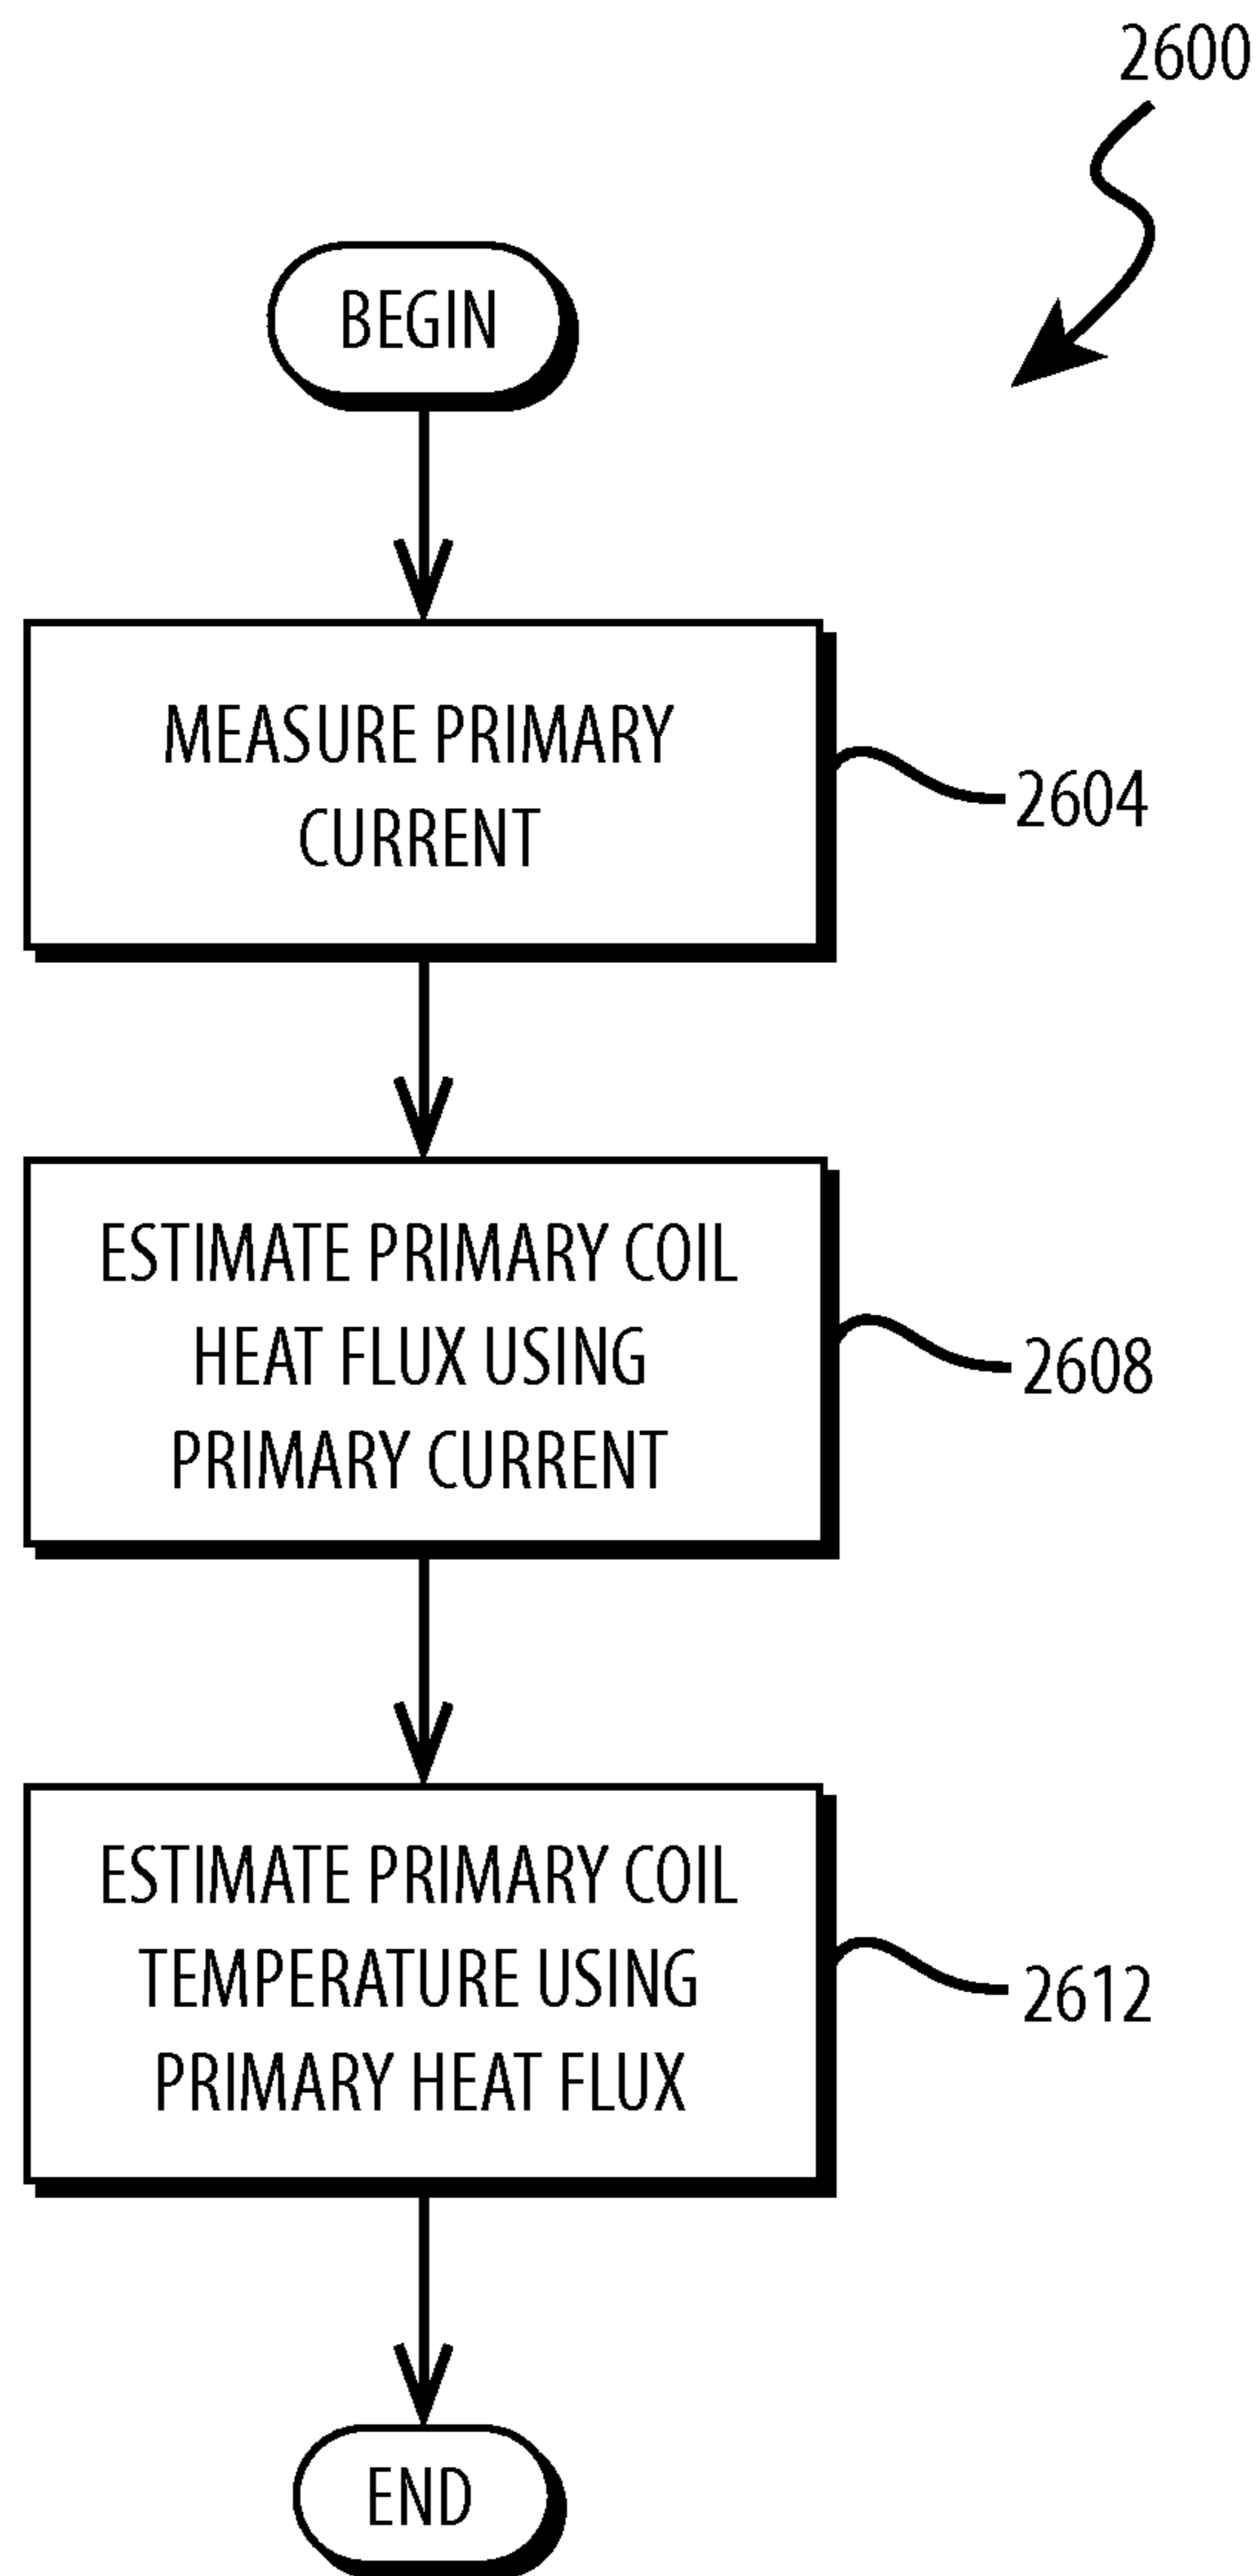 2600
BEGIN
MEASURE PRIMARY
CURRENT
2604
ESTIMATE PRIMARY COIL
HEAT FLUX USING
PRIMARY CURRENT
2608
ESTIMATE PRIMARY COIL
TEMPERATURE USING
PRIMARY HEAT FLUX
2612
END